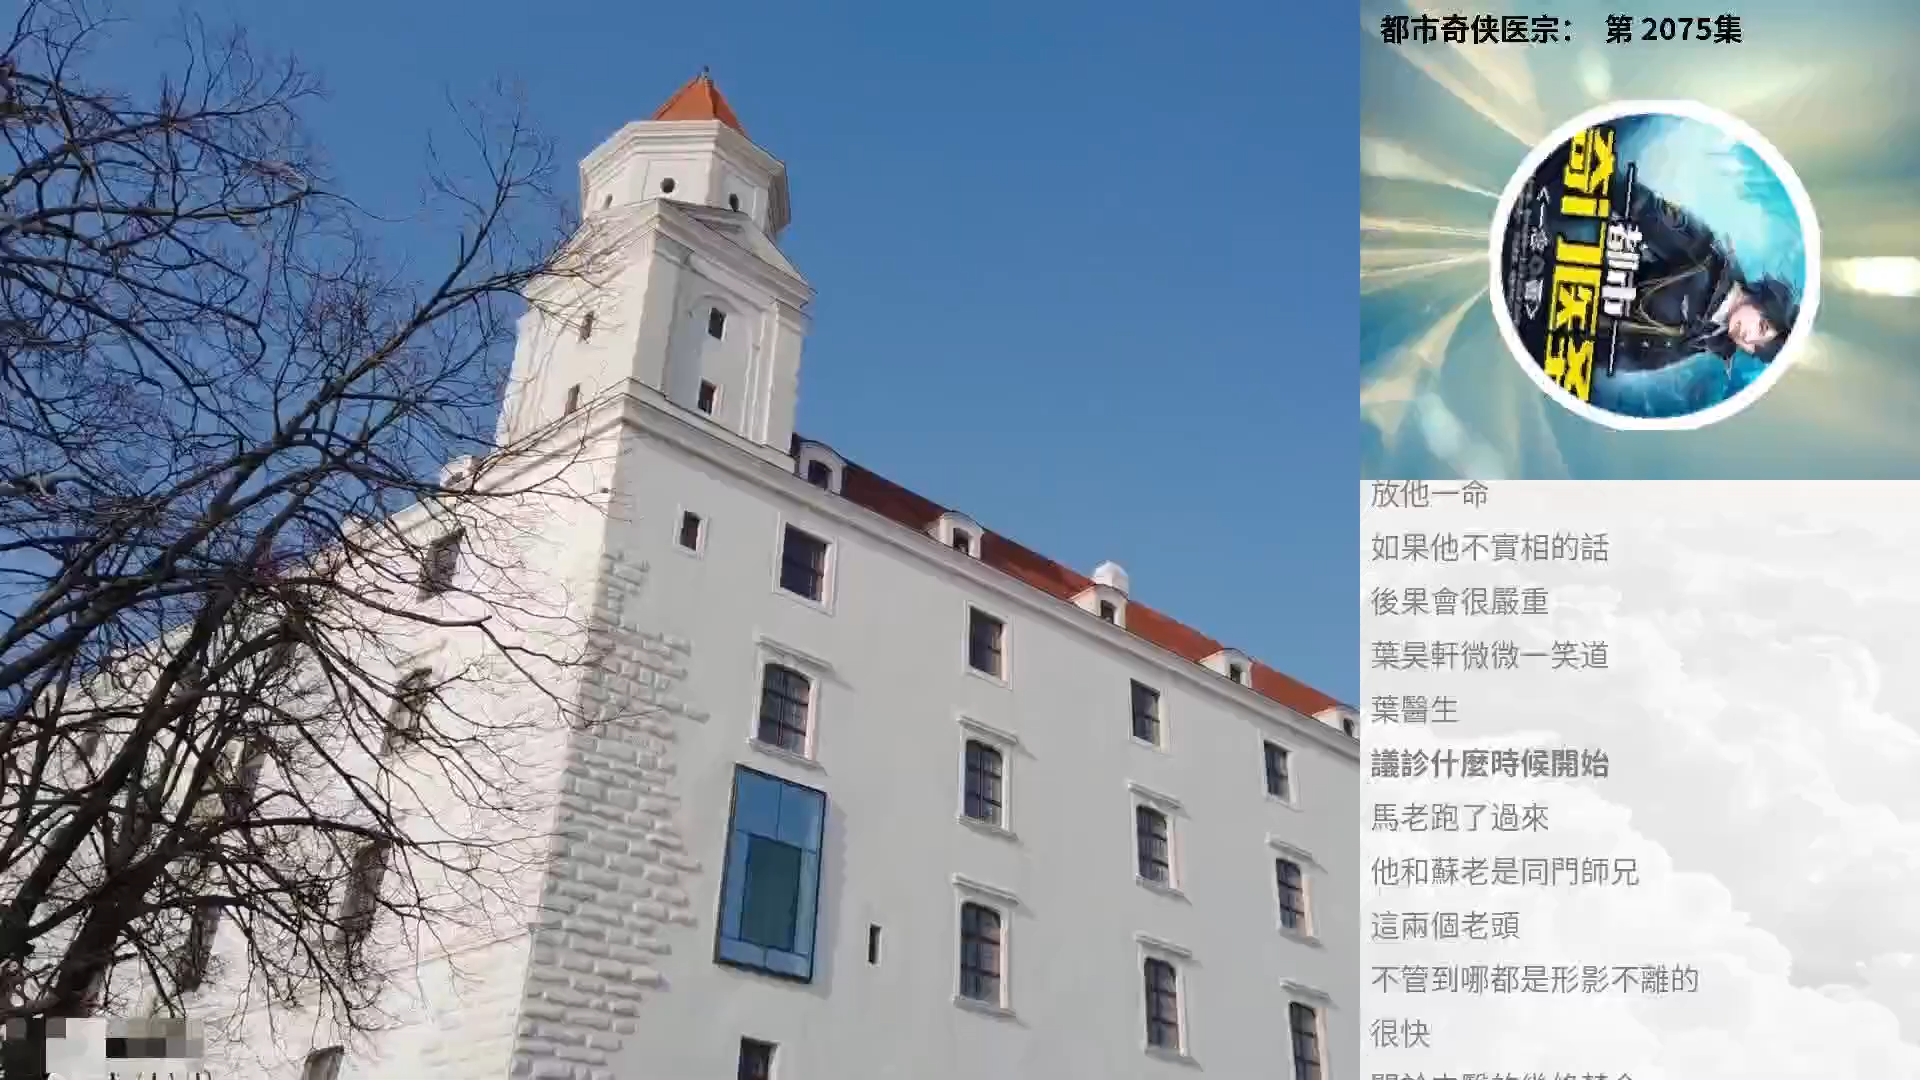 都市奇侠医宗： 第 2075集
都市
奇门医圣
放他一命
如果他不實相的話
後果會很嚴重
葉昊軒微微一笑道
葉醫生
議診什麼時候開始
馬老跑了過來
他和蘇老是同門師兄
這兩個老頭
不管到哪都是形影不離的
很快